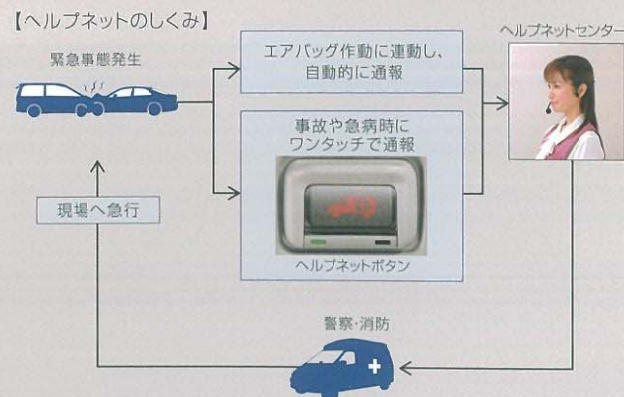 【ヘルプネットのしくみ】
緊急事態発生
エアバッグ作動に連動し、
自動的に通報
ヘルプネットセンター
事故や急病時に
ワンタッチで通報
ヘルプネットボタン
現場へ急行
警察・消防